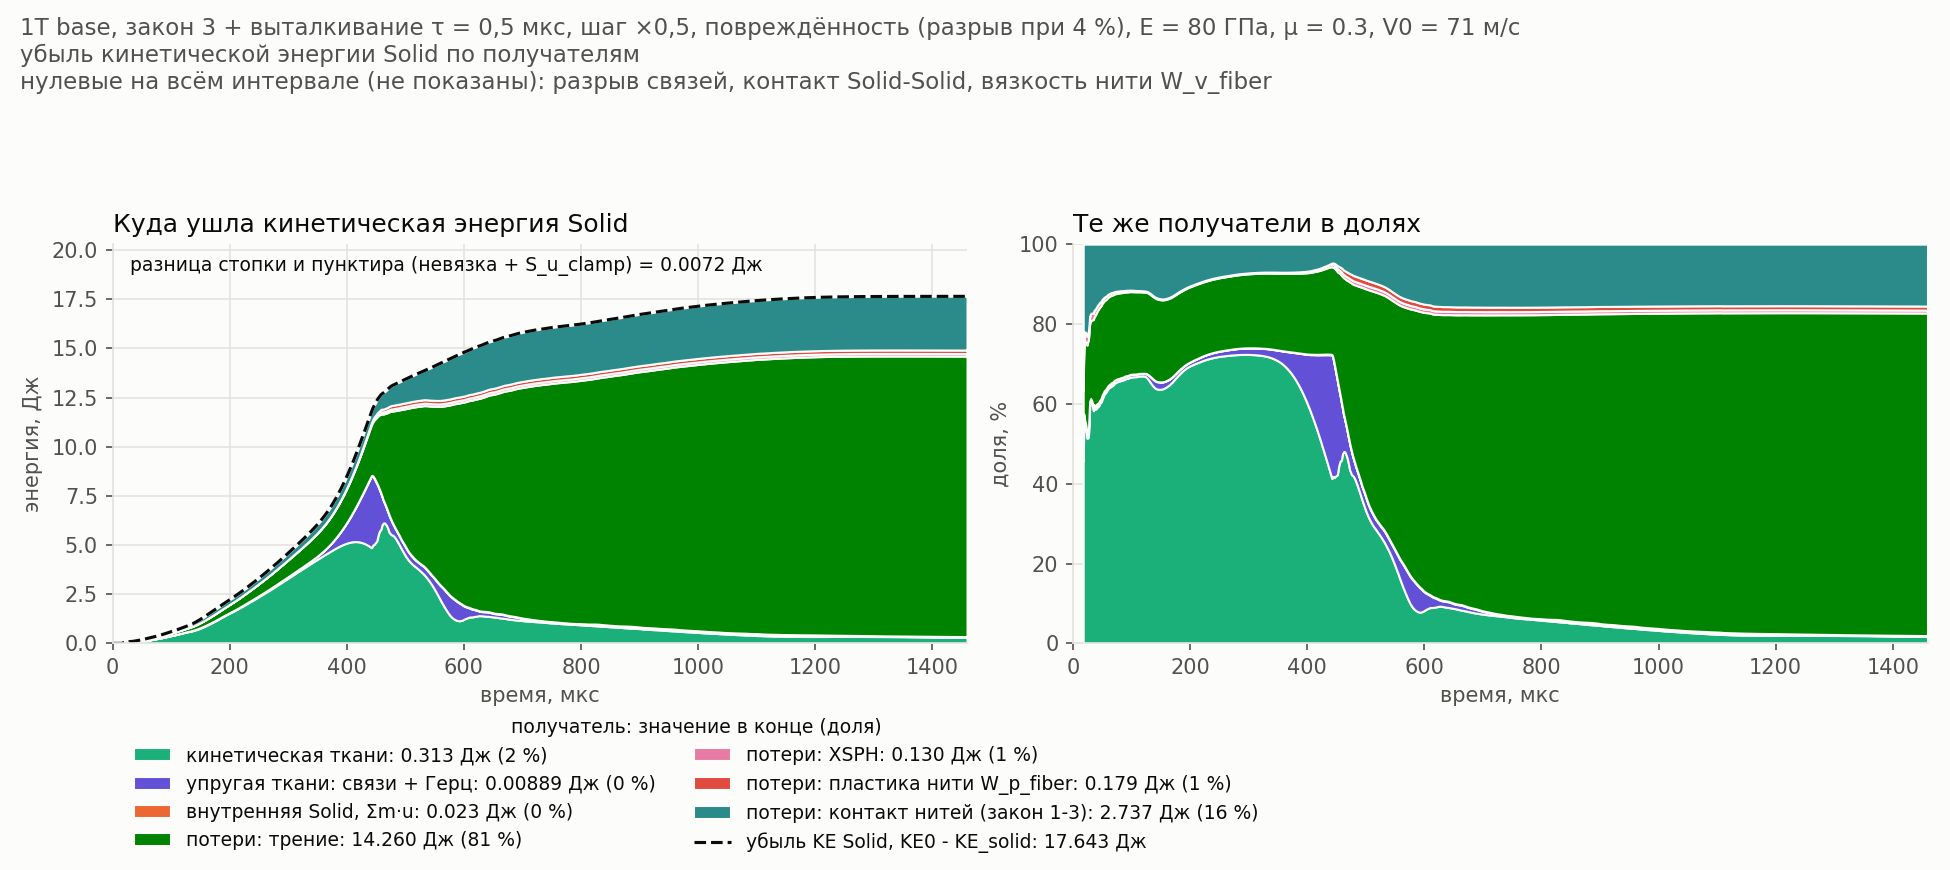 1T base, закон 3 + выталкивание τ = 0,5 мкс, шаг ×0,5, повреждённость (разрыв при 4 %), E = 80 ГПа, μ = 0.3, V0 = 71 м/с
убыль кинетической энергии Solid по получателям
нулевые на всём интервале (не показаны): разрыв связей, контакт Solid-Solid, вязкость нити W_v_fiber
Куда ушла кинетическая энергия Solid
разница стопки и пунктира (невязка + S_u_clamp) = 0.0072 Дж
энергия, Дж
20.0
17.5
15.0
12.5
10.0
7.5
5.0
2.5
0.0
0 200 400 600 800 1000 1200 1400
время, мкс
Те же получатели в долях
доля, %
100
80
60
40
20
0
0 200 400 600 800 1000 1200 1400
время, мкс
получатель: значение в конце (доля)
кинетическая ткани: 0.313 Дж (2 %)
упругая ткани: связи + Герц: 0.00889 Дж (0 %)
внутренняя Solid, Σm·u: 0.023 Дж (0 %)
потери: трение: 14.260 Дж (81 %)
потери: XSPH: 0.130 Дж (1 %)
потери: пластика нити W_p_fiber: 0.179 Дж (1 %)
потери: контакт нитей (закон 1-3): 2.737 Дж (16 %)
убыль KE Solid, KE0 - KE_solid: 17.643 Дж